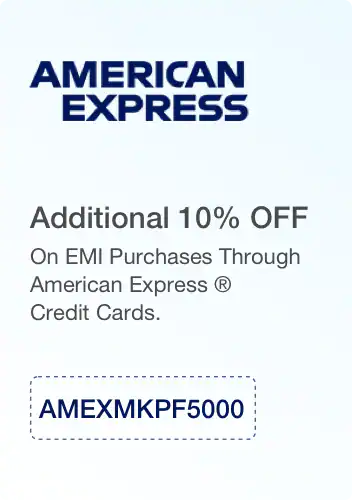 AMERICAN
EXPRESS
Additional 10% OFF
On EMI Purchases Through
American Express ®
Credit Cards.
AMEXMKPF5000